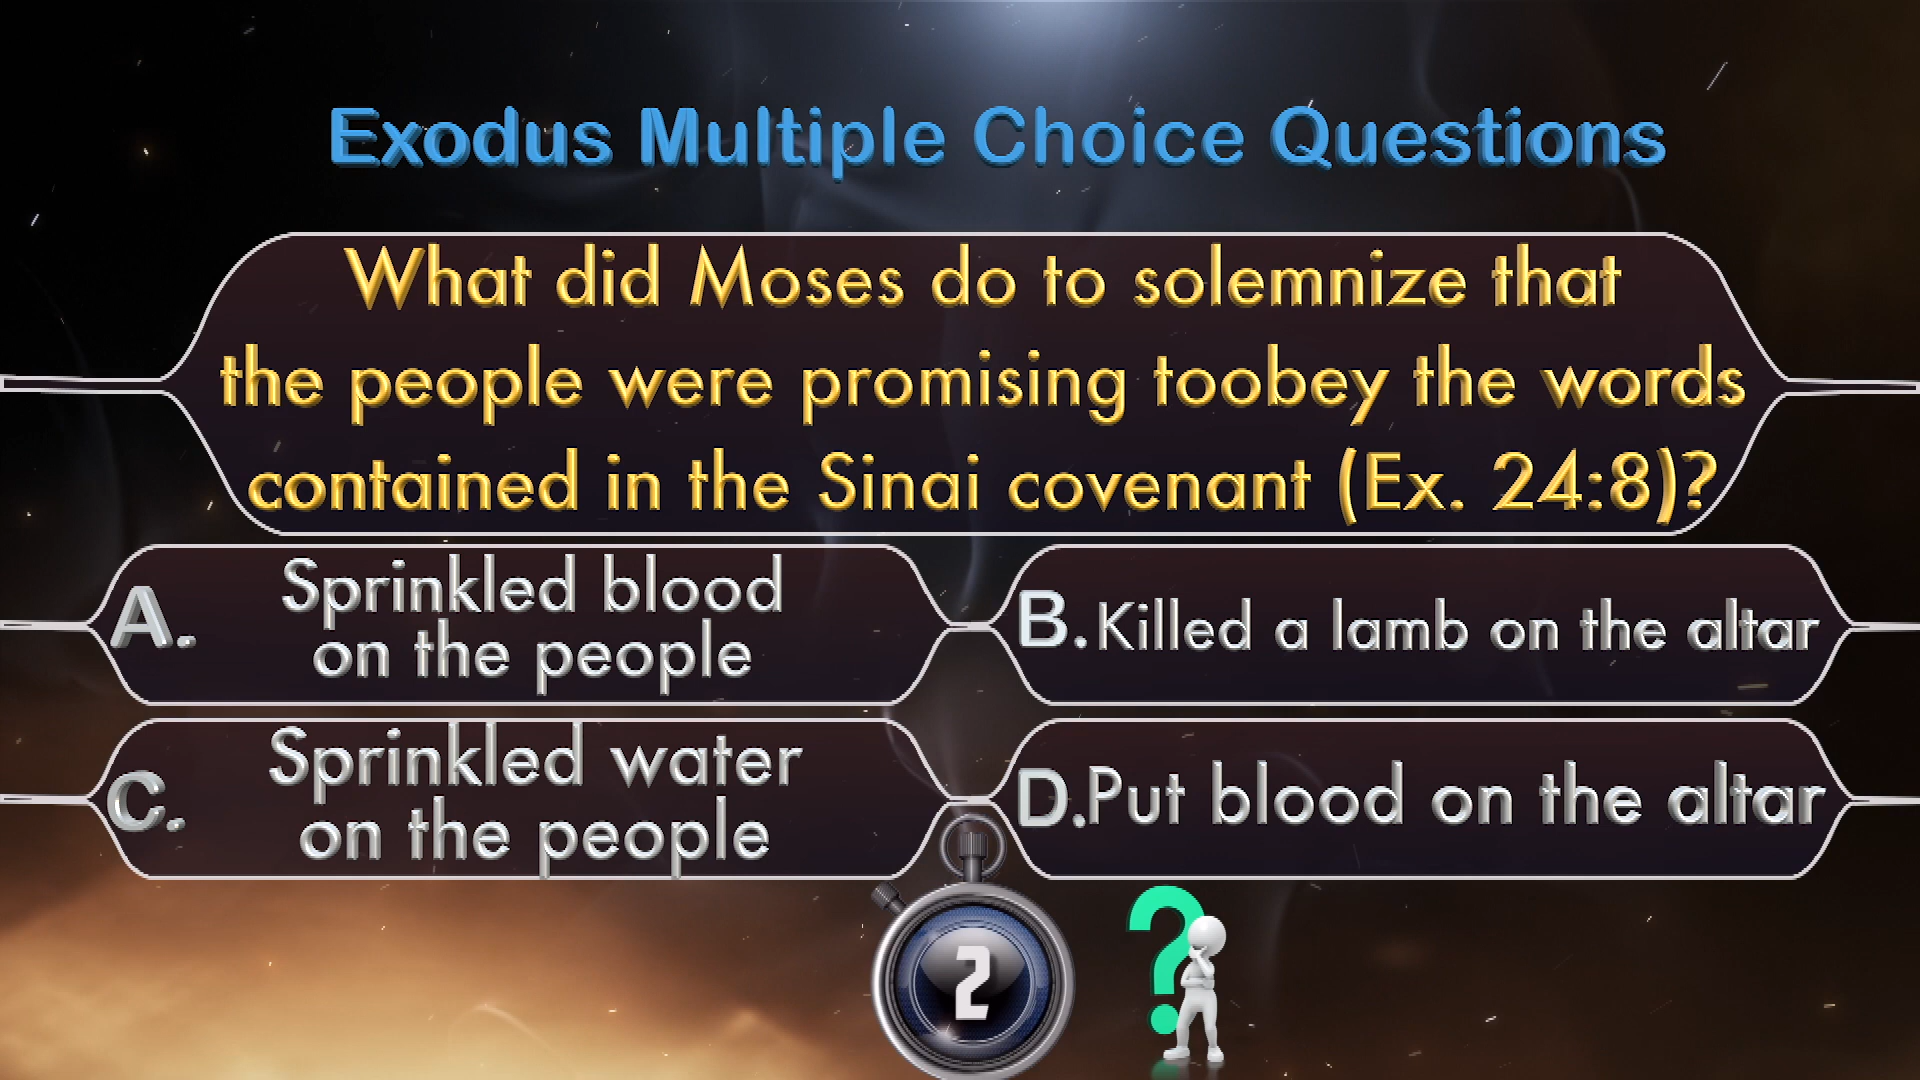 Exodus Multiple Choice Questions
What did Moses do to solemnize that
the people were promising toobey the words
contained in the Sinai covenant (Ex. 24:8)?
A. Sprinkled blood
on the people
B. Killed a lamb on the altar
C. Sprinkled water
on the people
D. Put blood on the altar
2
?